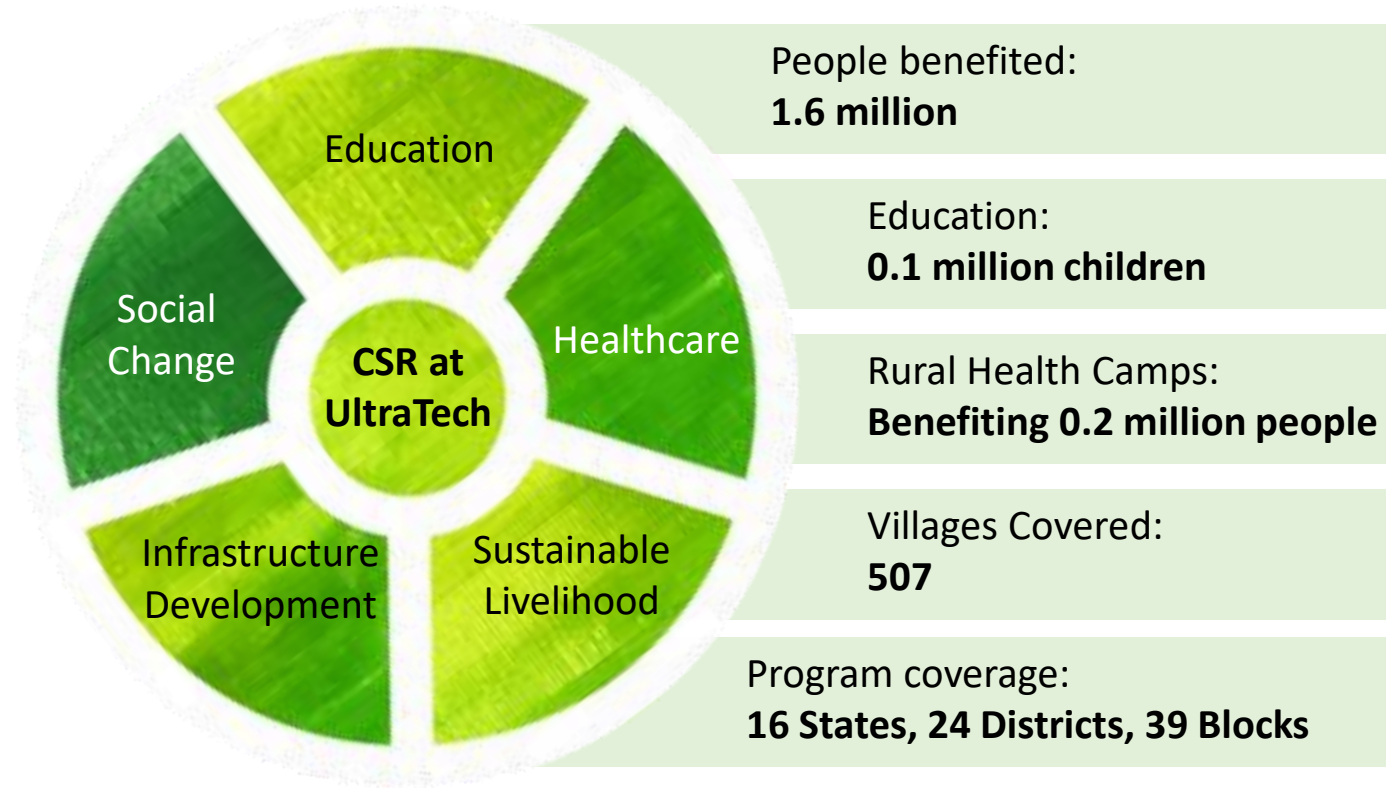 Education
Healthcare
Sustainable
Livelihood
Infrastructure
Development
Social
Change
CSR at
UltraTech
People benefited:
1.6 million
Education:
0.1 million children
Rural Health Camps:
Benefiting 0.2 million people
Villages Covered:
507
Program coverage:
16 States, 24 Districts, 39 Blocks